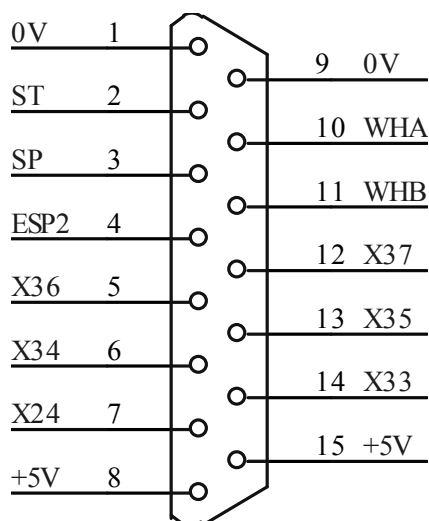 0V 1
9 0V
ST 2
10 WHA
SP 3
11 WHB
ESP2 4
12 X37
X36 5
13 X35
X34 6
14 X33
X24 7
15 +5V
+5V 8